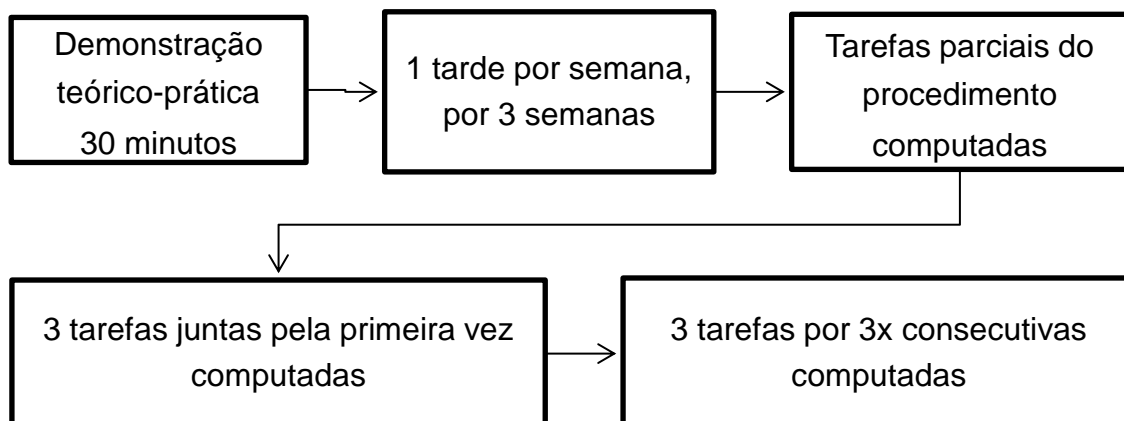 Demonstração
teórico-prática
30 minutos
1 tarde por semana,
por 3 semanas
Tarefas parciais do
procedimento
computadas
3 tarefas juntas pela primeira vez
computadas
3 tarefas por 3x consecutivas
computadas